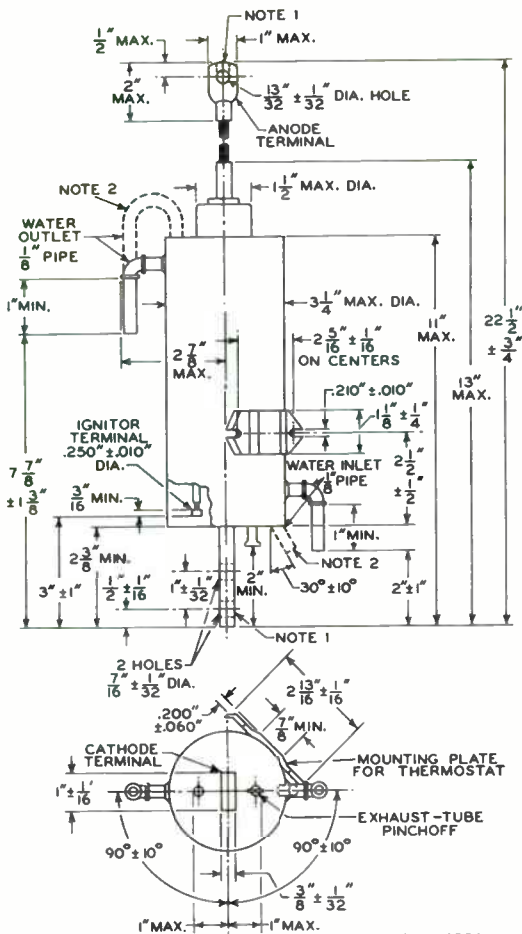 NOTE 1
1/2" MAX.
1" MAX.
2" MAX.
13/32" ± 1/32" DIA. HOLE
ANODE TERMINAL
NOTE 2
1 1/2" MAX. DIA.
WATER OUTLET
1/8" PIPE
1" MIN.
3 1/4" MAX. DIA.
11" MAX.
22 1/2" ± 3/4"
2 7/8" MAX.
2 5/16" ± 1/16" ON CENTERS
13" MAX.
.210" ±.010"
1 1/8" ± 1/4"
IGNITOR TERMINAL
.250" ±.010" DIA.
WATER INLET
1/8" PIPE
2 1/2" ± 1/2"
7 7/8" ± 1 3/8"
3/16" MIN.
1" MIN.
2 3/8" MIN.
NOTE 2
3" ± 1"
1/2" ± 1/16"
1" ± 1/32"
2" MIN.
30° ± 10°
2" ± 1"
NOTE 1
2 HOLES
7/16" ± 1/32" DIA.
2 13/16" ± 1/16"
.200" ±.060"
7/8" MIN.
CATHODE TERMINAL
MOUNTING PLATE FOR THERMOSTAT
1" ± 1/16"
EXHAUST-TUBE PINCHOFF
90° ± 10°
90° ± 10°
3/8" ± 1/32"
1" MAX.
1" MAX.